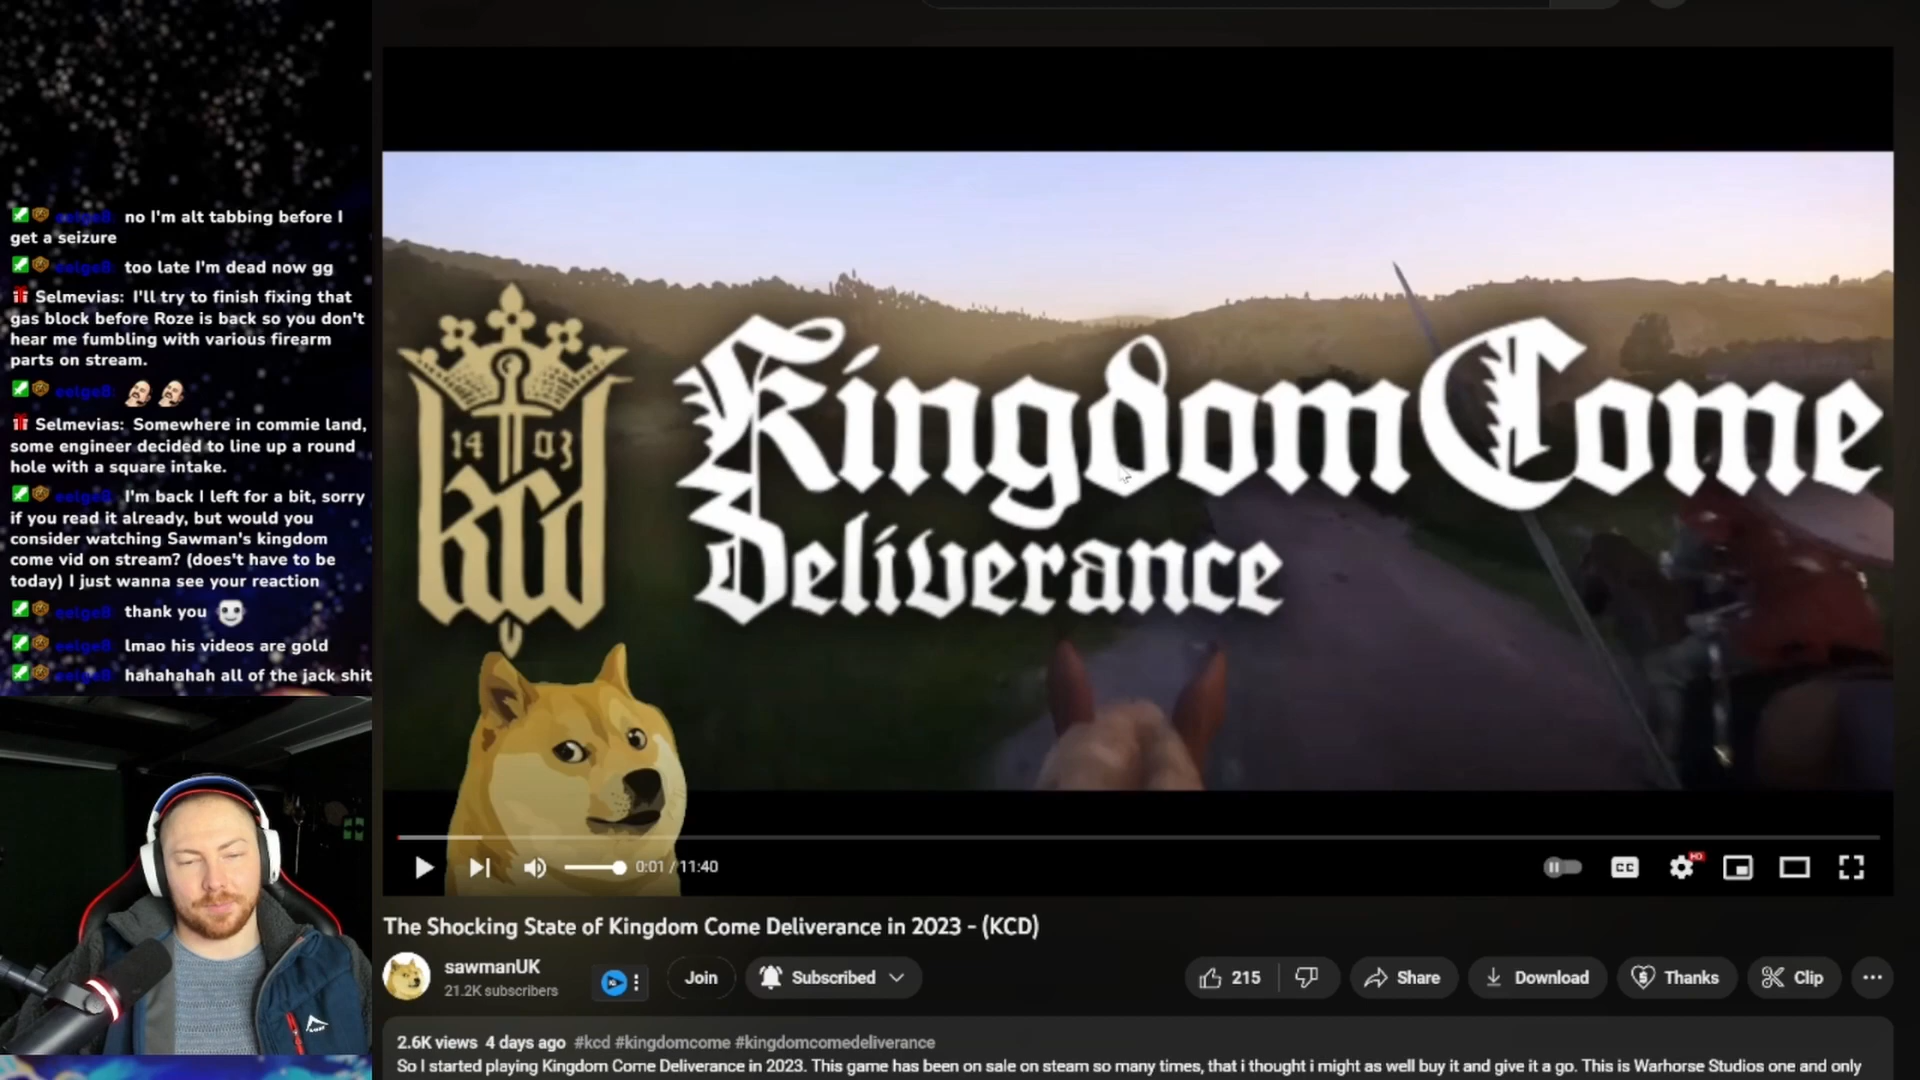 eelge8: no I'm alt tabbing before I
get a seizure
eelge8: too late I'm dead now gg
Selmevias: I'll try to finish fixing that
gas block before Roze is back so you don't
hear me fumbling with various firearm
parts on stream.
eelge8:
Selmevias: Somewhere in commie land,
some engineer decided to line up a round
hole with a square intake.
eelge8: I'm back I left for a bit, sorry
if you read it already, but would you
consider watching Sawman's kingdom
come vid on stream? (does't have to be
today) I just wanna see your reaction
eelge8: thank you
eelge8: lmao his videos are gold
eelge8: hahahahah all of the jack shit
14 03
kcd
Kingdom Come
Deliverance
0:01 / 11:40
CC
HD
The Shocking State of Kingdom Come Deliverance in 2023 - (KCD)
sawmanUK
21.2K subscribers
Join
Subscribed
215
Share
Download
Thanks
Clip
2.6K views 4 days ago #kcd #kingdomcome #kingdomcomedeliverance
So I started playing Kingdom Come Deliverance in 2023. This game has been on sale on steam so many times, that i thought i might as well buy it and give it a go. This is Warhorse Studios one and only